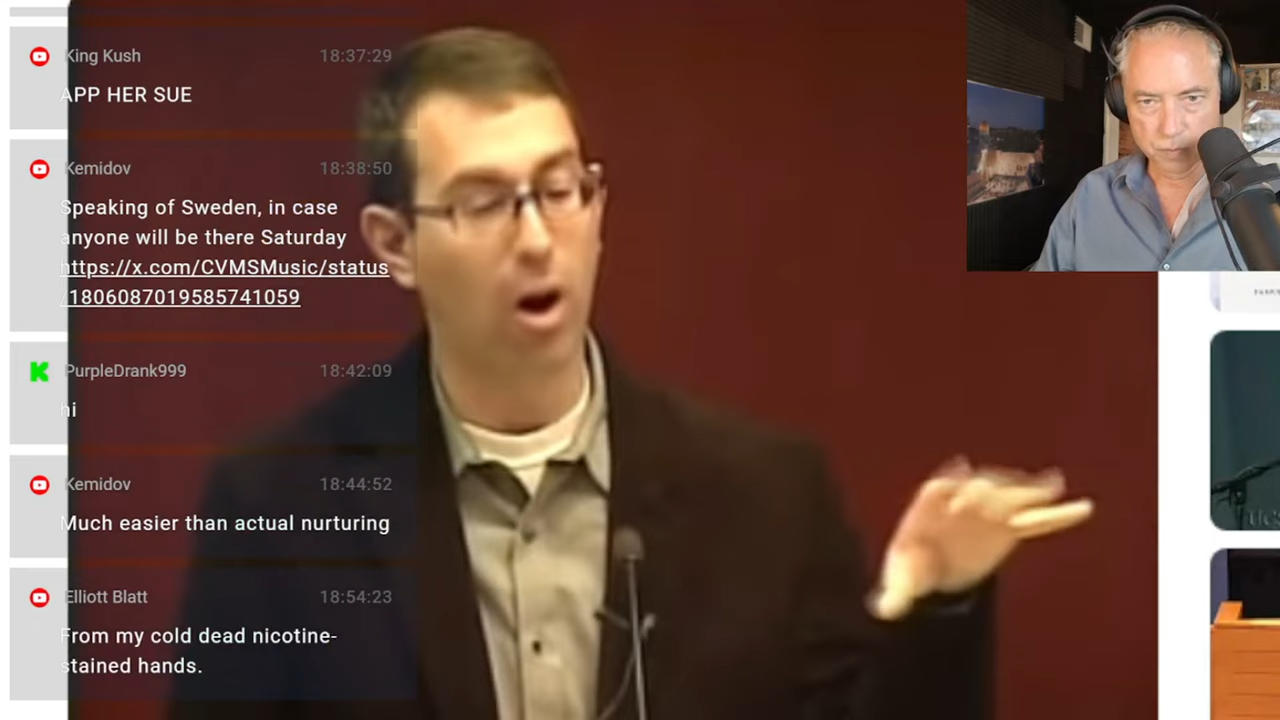 King Kush 18:37:29
APP HER SUE
Kemidov 18:38:50
Speaking of Sweden, in case
anyone will be there Saturday
https://x.com/CVMSMusic/status
/1806087019585741059
PurpleDrank999 18:42:09
hi
Kemidov 18:44:52
Much easier than actual nurturing
Elliott Blatt 18:54:23
From my cold dead nicotine-
stained hands.